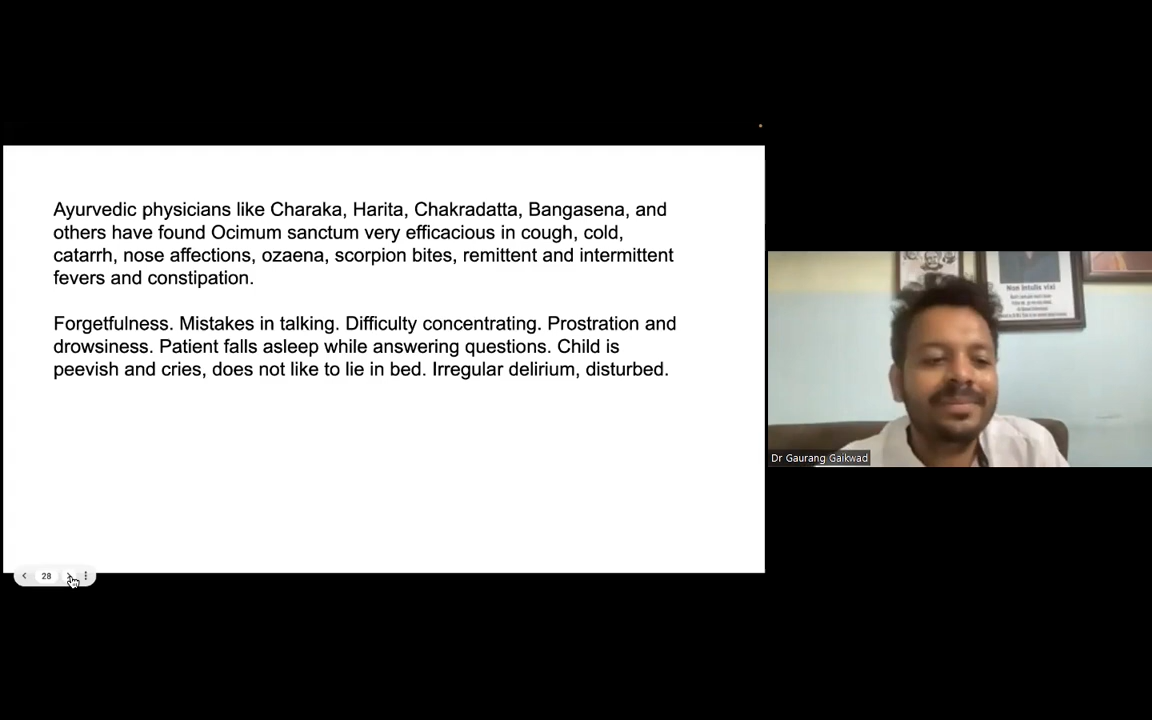 Ayurvedic physicians like Charaka, Harita, Chakradatta, Bangasena, and
others have found Ocimum sanctum very efficacious in cough, cold,
catarrh, nose affections, ozaena, scorpion bites, remittent and intermittent
fevers and constipation.
Forgetfulness. Mistakes in talking. Difficulty concentrating. Prostration and
drowsiness. Patient falls asleep while answering questions. Child is
peevish and cries, does not like to lie in bed. Irregular delirium, disturbed.
Non intulis vixi
Dr Gaurang Gaikwad
28